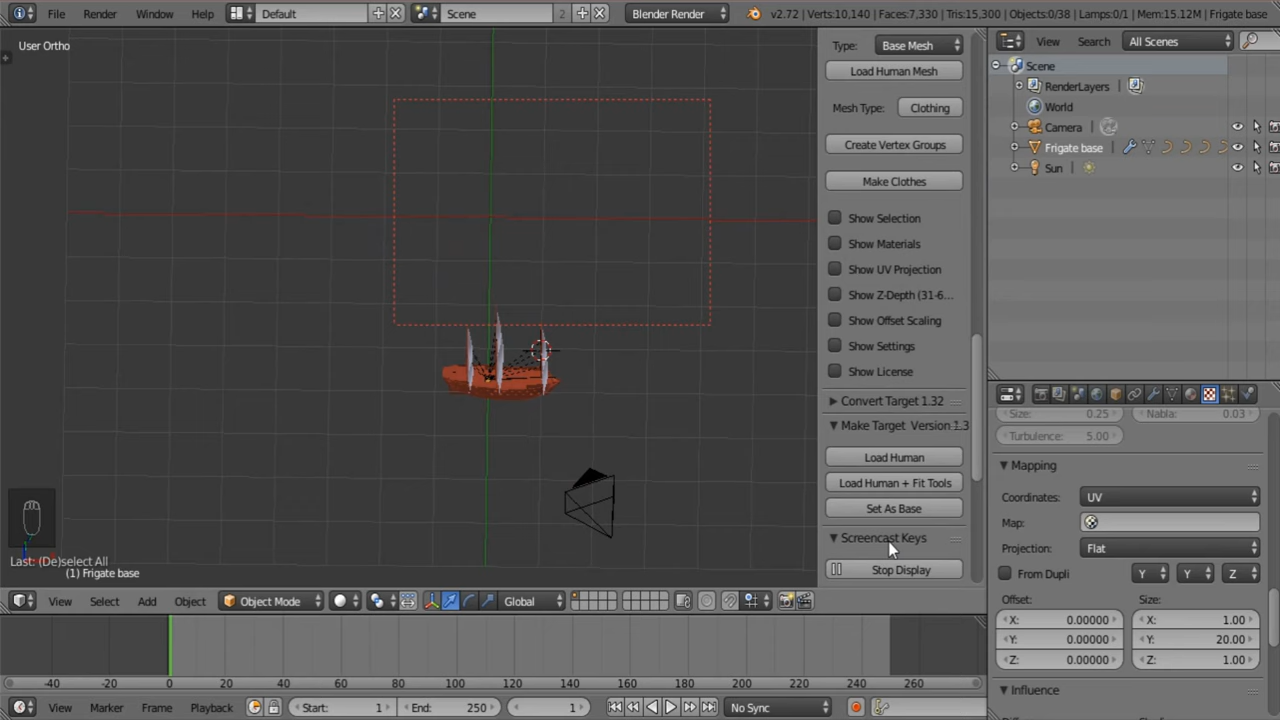 File Render Window Help Default Scene 2 Blender Render v2.72 | Verts:10,140 | Faces:7,330 | Tris:15,300 | Objects:0/38 | Lamps:0/1 | Mem:15.12M | Frigate base
User Ortho
Type: Base Mesh
Load Human Mesh
Mesh Type: Clothing
Create Vertex Groups
Make Clothes
Show Selection
Show Materials
Show UV Projection
Show Z-Depth (31-6...
Show Offset Scaling
Show Settings
Show License
Convert Target 1.32
Make Target Version 1.3
Load Human
Load Human + Fit Tools
Set As Base
Screencast Keys
Stop Display
Last: (De)select All
(1) Frigate base
View Select Add Object Object Mode Global
-40 -20 0 20 40 60 80 100 120 140 160 180 200 220 240 260
View Marker Frame Playback Start: 1 End: 250 1 No Sync
View Search All Scenes
Scene
RenderLayers
World
Camera
Frigate base
Sun
Size: 0.25 Nabla: 0.03
Turbulence: 5.00
Mapping
Coordinates: UV
Map:
Projection: Flat
From Dupli Y Y Z
Offset: Size:
X: 0.00000 X: 1.00
Y: 0.00000 Y: 20.00
Z: 0.00000 Z: 1.00
Influence